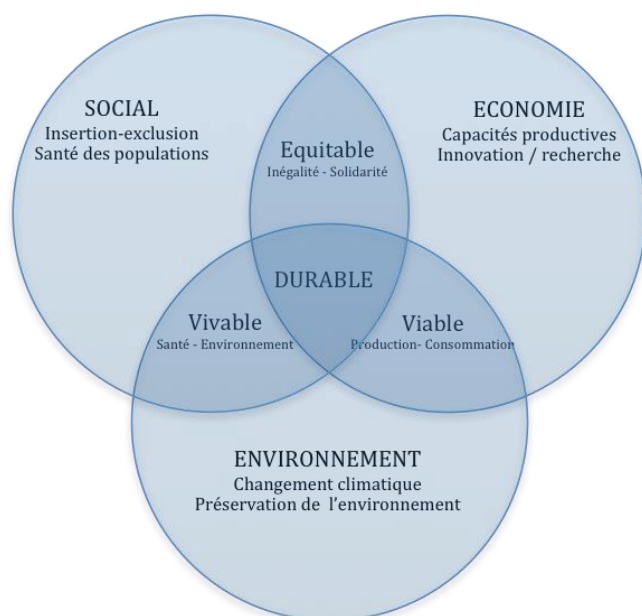 SOCIAL
Insertion-exclusion
Santé des populations
ECONOMIE
Capacités productives
Innovation / recherche
Equitable
Inégalité - Solidarité
DURABLE
Vivable
Santé - Environnement
Viable
Production- Consommation
ENVIRONNEMENT
Changement climatique
Préservation de  l'environnement